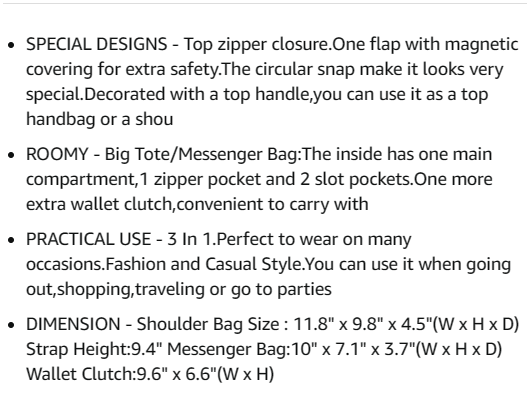 • SPECIAL DESIGNS - Top zipper closure.One flap with magnetic
covering for extra safety.The circular snap make it looks very
special.Decorated with a top handle,you can use it as a top
handbag or a shou
• ROOMY - Big Tote/Messenger Bag:The inside has one main
compartment,1 zipper pocket and 2 slot pockets.One more
extra wallet clutch,convenient to carry with
• PRACTICAL USE - 3 In 1.Perfect to wear on many
occasions.Fashion and Casual Style.You can use it when going
out,shopping,traveling or go to parties
• DIMENSION - Shoulder Bag Size : 11.8" x 9.8" x 4.5"(W x H x D)
Strap Height:9.4" Messenger Bag:10" x 7.1" x 3.7"(W x H x D)
Wallet Clutch:9.6" x 6.6"(W x H)